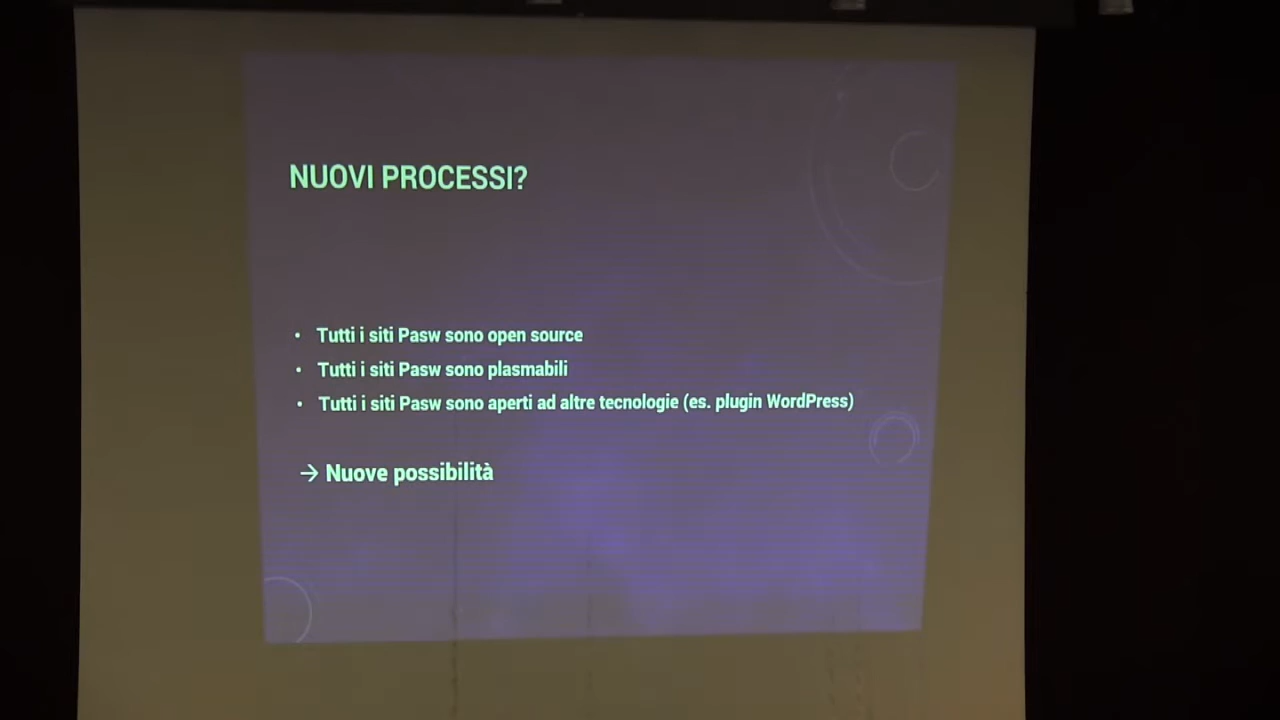 NUOVI PROCESSI?
• Tutti i siti Pasw sono open source
• Tutti i siti Pasw sono plasmabili
• Tutti i siti Pasw sono aperti ad altre tecnologie (es. plugin WordPress)
→ Nuove possibilità